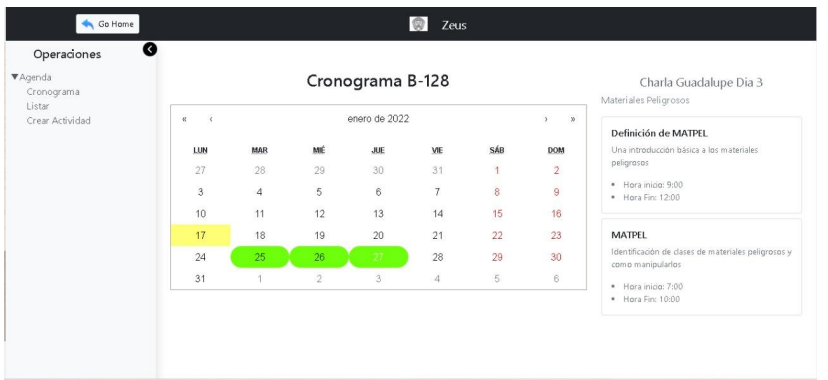 Go Home
Zeus
Operaciones
▼Agenda
Cronograma
Listar
Crear Actividad
Cronograma B-128
« ‹ enero de 2022 › »
LUN MAR MIÉ JUE VIE SÁB DOM
27 28 29 30 31 1 2
3 4 5 6 7 8 9
10 11 12 13 14 15 16
17 18 19 20 21 22 23
24 25 26 27 28 29 30
31 1 2 3 4 5 6
Charla Guadalupe Dia 3
Materiales Peligrosos
Definición de MATPEL
Una introducción básica a los materiales
peligrosos
• Hora inicio: 9:00
• Hora Fin: 12:00
MATPEL
Identificación de clases de materiales peligrosos y
como manipularlos
• Hora inicio: 7:00
• Hora Fin: 10:00